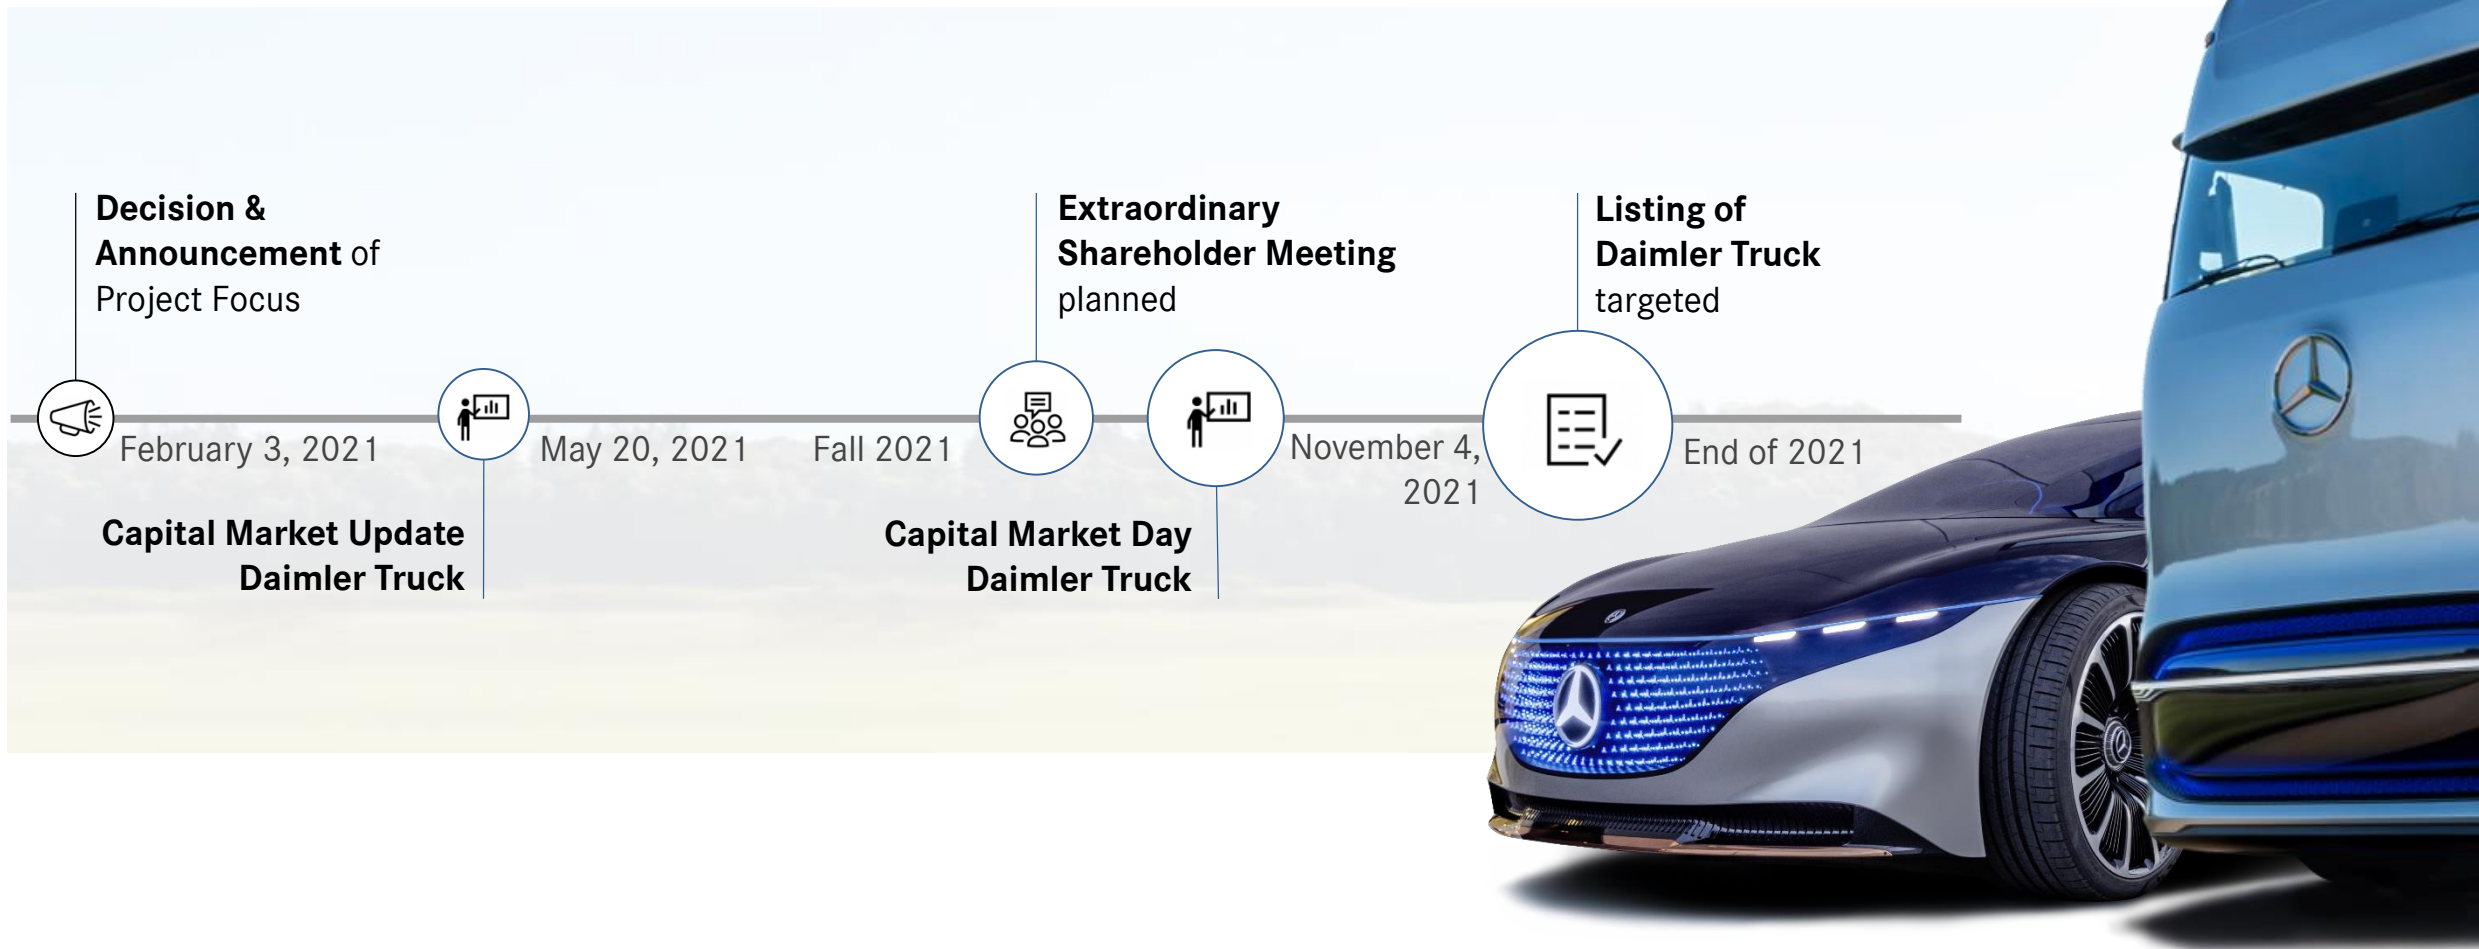 Decision &
Announcement of
Project Focus
February 3, 2021
Capital Market Update
Daimler Truck
May 20, 2021
Extraordinary
Shareholder Meeting
planned
Fall 2021
Capital Market Day
Daimler Truck
November 4,
2021
Listing of
Daimler Truck
targeted
End of 2021